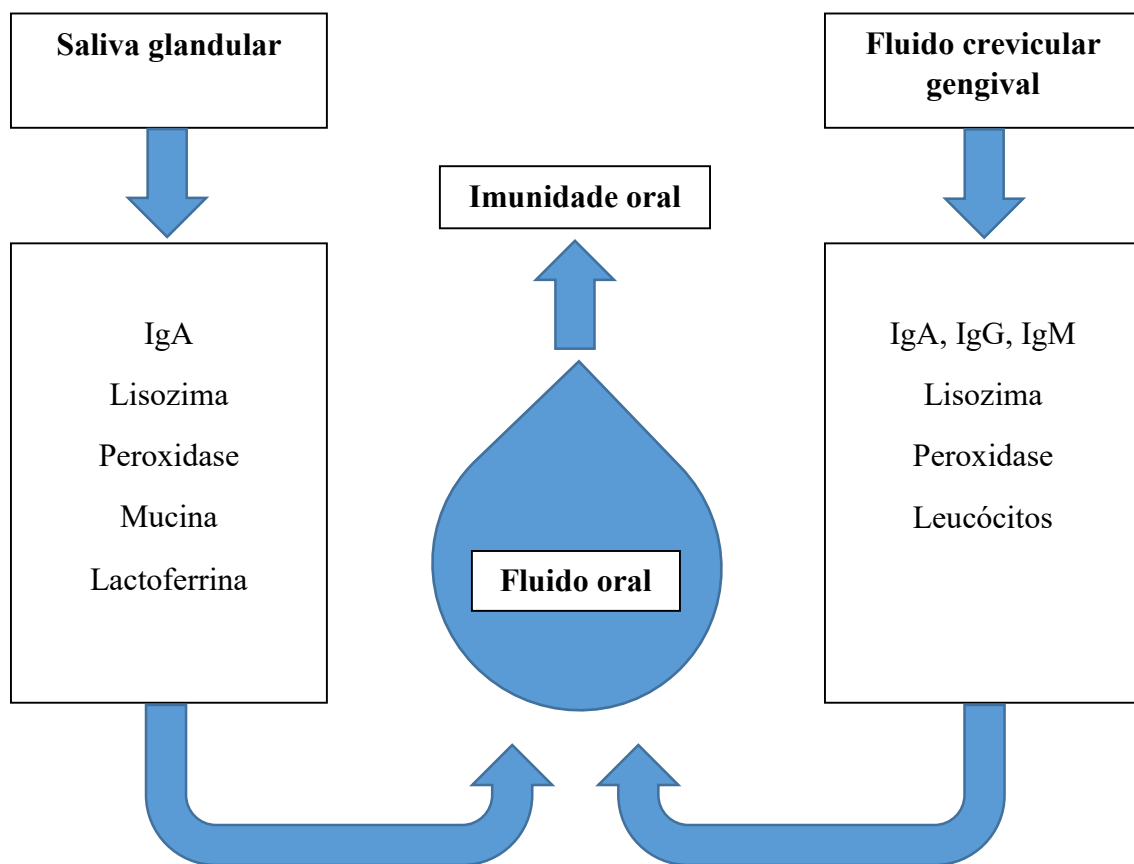 Saliva glandular
Fluido crevicular
gengival
Imunidade oral
IgA
Lisozima
Peroxidase
Mucina
Lactoferrina
Fluido oral
IgA, IgG, IgM
Lisozima
Peroxidase
Leucócitos